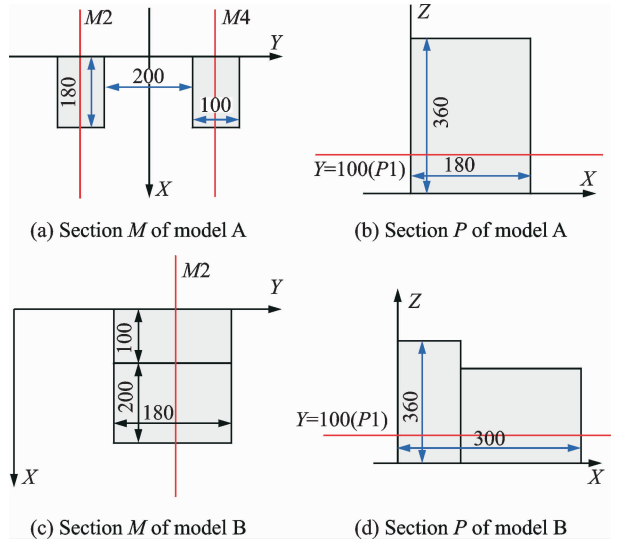 M2
M4
Y
180
200
100
X
(a) Section M of model A
Z
360
Y=100(P1)
180
X
(b) Section P of model A
M2
Y
100
200
180
X
(c) Section M of model B
Z
360
Y=100(P1)
300
X
(d) Section P of model B